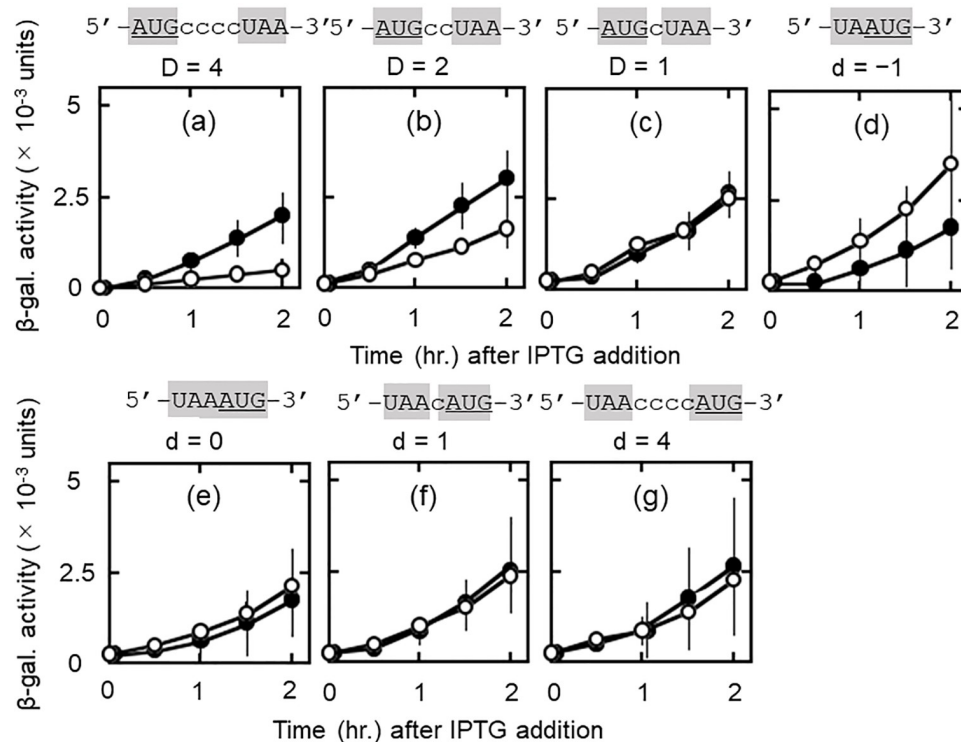 5′-AUGccccUAA-3′ 5′-AUGccUAA-3′ 5′-AUGcUAA-3′ 5′-UAAUG-3′
D = 4 D = 2 D = 1 d = −1
β-gal. activity ( × 10⁻³ units)
5 2.5 0
(a) (b) (c) (d)
0 1 2 0 1 2 0 1 2 0 1 2
Time (hr.) after IPTG addition
5′-UAAAUG-3′ 5′-UAAcAUG-3′ 5′-UAAccccAUG-3′
d = 0 d = 1 d = 4
β-gal. activity ( × 10⁻³ units)
5 2.5 0
(e) (f) (g)
0 1 2 0 1 2 0 1 2
Time (hr.) after IPTG addition